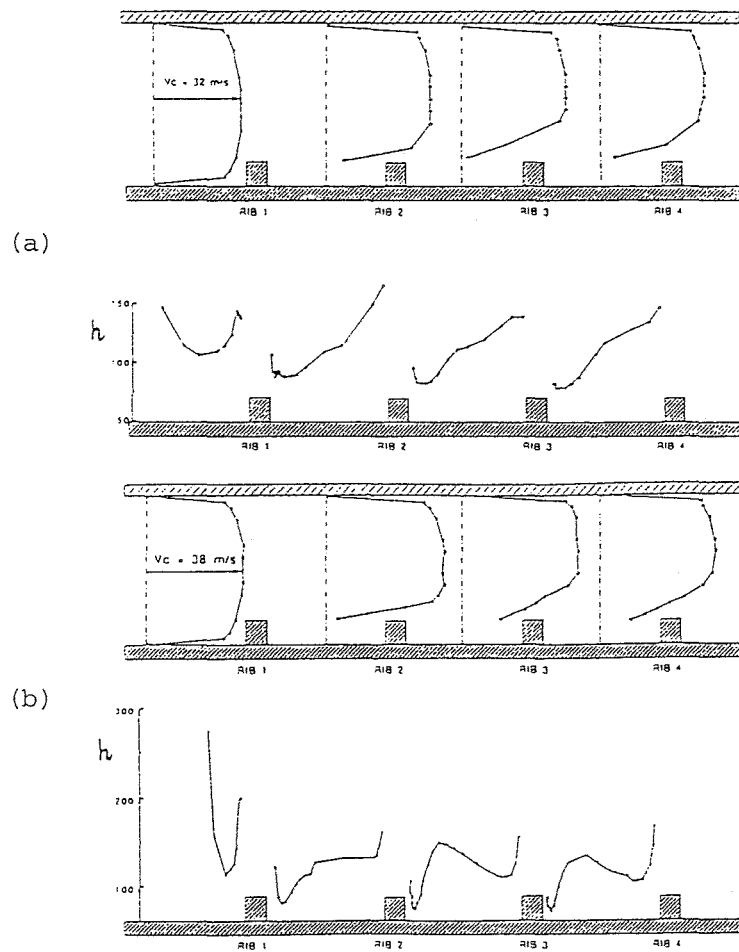 Vc = 32 m/s
RIB 1 RIB 2 RIB 3 RIB 4
(a)
h
150
100
50
RIB 1 RIB 2 RIB 3 RIB 4
Vc = 38 m/s
RIB 1 RIB 2 RIB 3 RIB 4
(b)
h
300
200
100
RIB 1 RIB 2 RIB 3 RIB 4